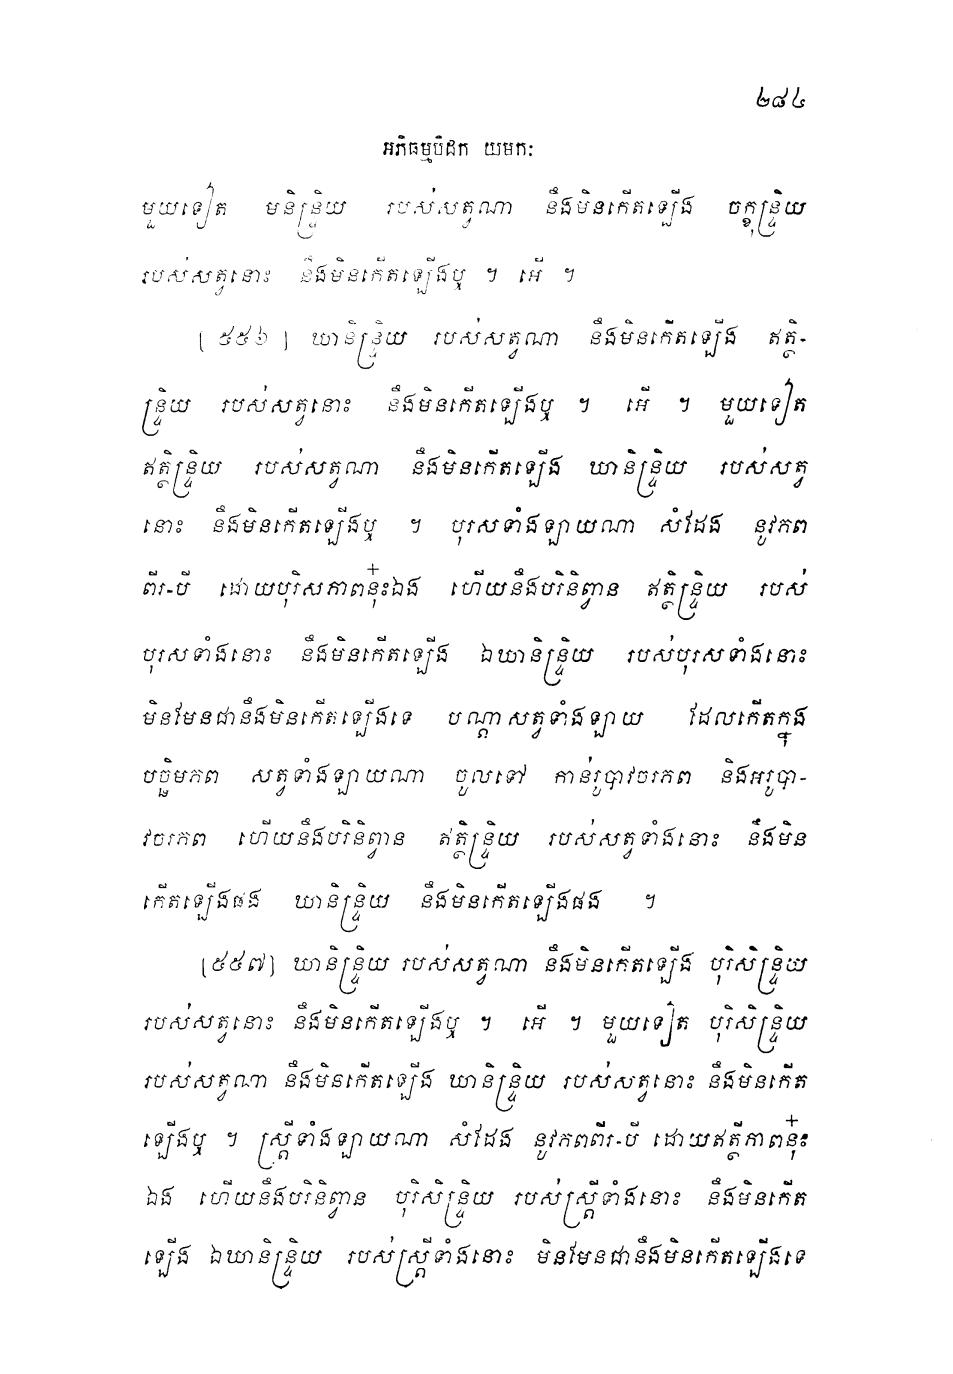 ២៨៤
អភិធម្មបិដក យមក:
មួយទៀត មនិន្ទ្រិយ របស់សត្វណា នឹងមិនកើតឡើង ចក្ខុន្ទ្រិយ
របស់សត្វនោះ នឹងមិនកើតឡើងឬ ។ អើ ។
[ ៥៥៦ ] ឃានិន្ទ្រិយ របស់សត្វណា នឹងមិនកើតឡើង ឥត្ថិ-
ន្ទ្រិយ របស់សត្វនោះ នឹងមិនកើតឡើងឬ ។ អើ ។ មួយទៀត
ឥត្ថិន្ទ្រិយ របស់សត្វណា នឹងមិនកើតឡើង ឃានិន្ទ្រិយ របស់សត្វ
នោះ នឹងមិនកើតឡើងឬ ។ បុរសទាំងឡាយណា សំដែង នូវភព
ពីរ-បី ដោយបុរិសភាពនុ៎ះឯង ហើយនឹងបរិនិព្វាន ឥត្ថិន្ទ្រិយ របស់
បុរសទាំងនោះ នឹងមិនកើតឡើង ឯឃានិន្ទ្រិយ របស់បុរសទាំងនោះ
មិនមែនជានឹងមិនកើតឡើងទេ បណ្តាសត្វទាំងឡាយ ដែលកើតក្នុង
បច្ឆិមភព សត្វទាំងឡាយណា ចូលទៅ កាន់រូបាវចរភព និងអរូបា-
វចរភព ហើយនឹងបរិនិព្វាន ឥត្ថិន្ទ្រិយ របស់សត្វទាំងនោះ នឹងមិន
កើតឡើងផង ឃានិន្ទ្រិយ នឹងមិនកើតឡើងផង ។
[៥៥៧] ឃានិន្ទ្រិយ របស់សត្វណា នឹងមិនកើតឡើង បុរិសិន្ទ្រិយ
របស់សត្វនោះ នឹងមិនកើតឡើងឬ ។ អើ ។ មួយទៀត បុរិសិន្ទ្រិយ
របស់សត្វណា នឹងមិនកើតឡើង ឃានិន្ទ្រិយ របស់សត្វនោះ នឹងមិនកើត
ឡើងឬ ។ ស្ត្រីទាំងឡាយណា សំដែង នូវភពពីរ-បី ដោយឥត្ថីភាពនុ៎ះ
ឯង ហើយនឹងបរិនិព្វាន បុរិសិន្ទ្រិយ របស់ស្ត្រីទាំងនោះ នឹងមិនកើត
ឡើង ឯឃានិន្ទ្រិយ របស់ស្ត្រីទាំងនោះ មិនមែនជានឹងមិនកើតឡើងទេ